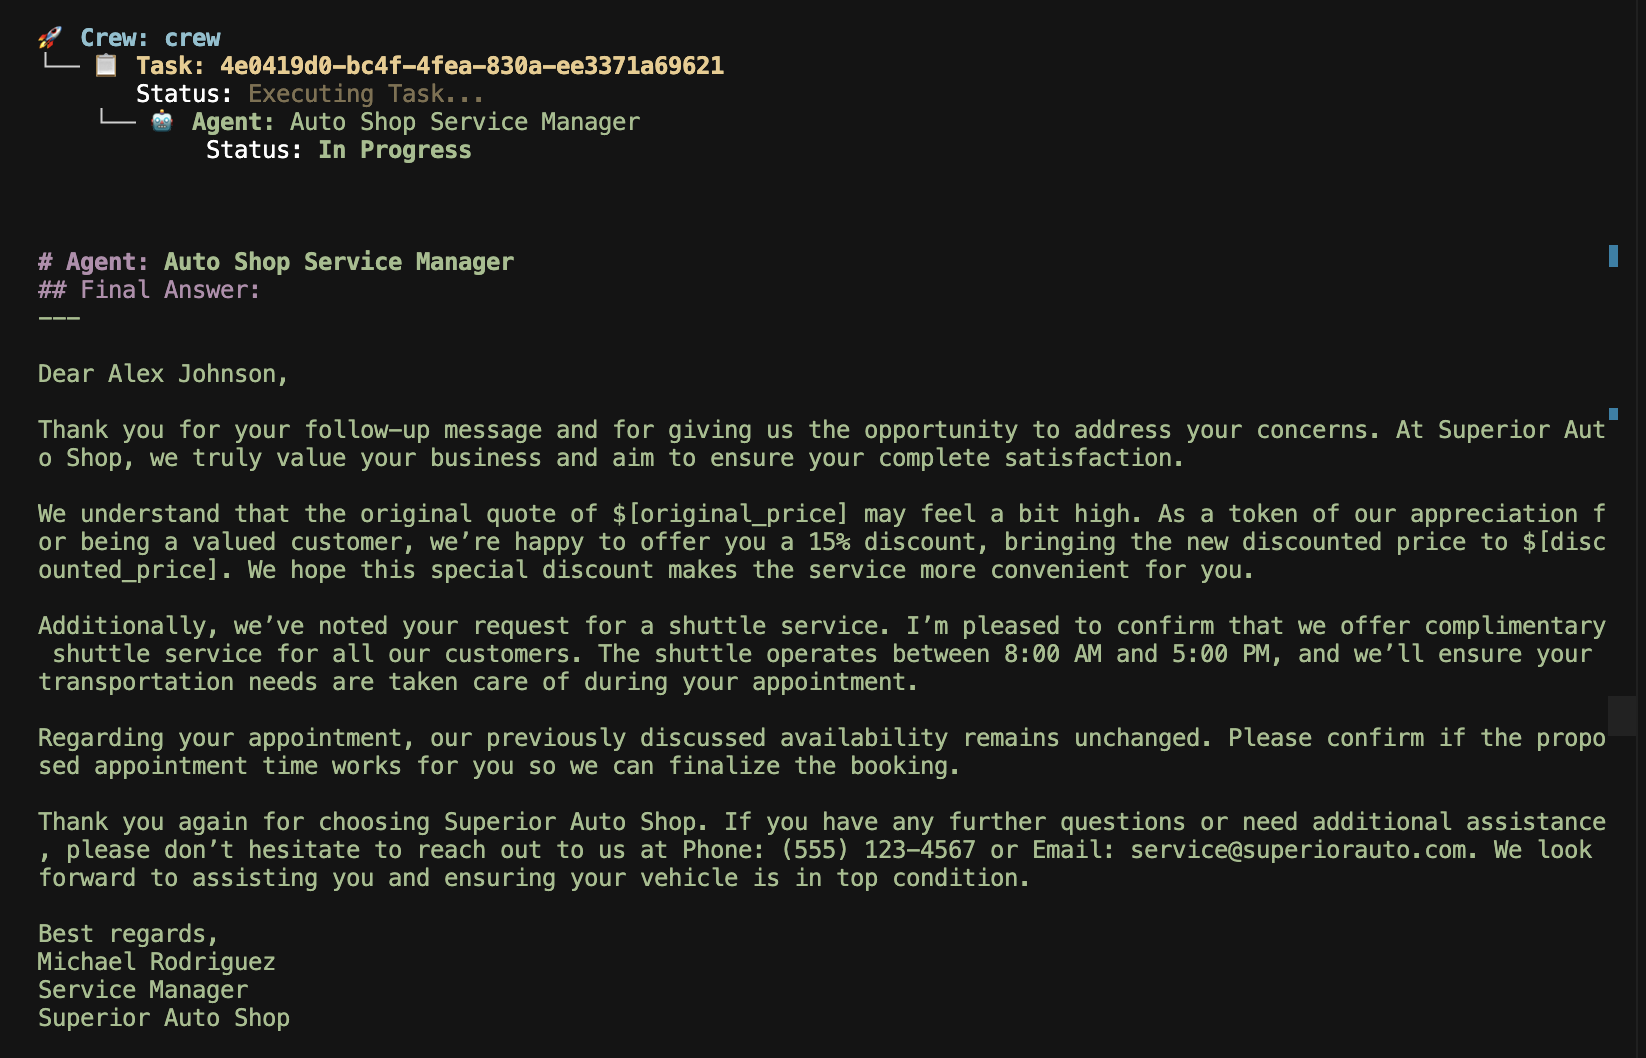 🚀 Crew: crew
└── 📋 Task: 4e0419d0-bc4f-4fea-830a-ee3371a69621
Status: Executing Task...
└── 🤖 Agent: Auto Shop Service Manager
Status: In Progress
# Agent: Auto Shop Service Manager
## Final Answer:
---
Dear Alex Johnson,
Thank you for your follow-up message and for giving us the opportunity to address your concerns. At Superior Aut
o Shop, we truly value your business and aim to ensure your complete satisfaction.
We understand that the original quote of $[original_price] may feel a bit high. As a token of our appreciation f
or being a valued customer, we’re happy to offer you a 15% discount, bringing the new discounted price to $[disc
ounted_price]. We hope this special discount makes the service more convenient for you.
Additionally, we’ve noted your request for a shuttle service. I’m pleased to confirm that we offer complimentary
shuttle service for all our customers. The shuttle operates between 8:00 AM and 5:00 PM, and we’ll ensure your
transportation needs are taken care of during your appointment.
Regarding your appointment, our previously discussed availability remains unchanged. Please confirm if the propo
sed appointment time works for you so we can finalize the booking.
Thank you again for choosing Superior Auto Shop. If you have any further questions or need additional assistance
, please don’t hesitate to reach out to us at Phone: (555) 123-4567 or Email: service@superiorauto.com. We look
forward to assisting you and ensuring your vehicle is in top condition.
Best regards,
Michael Rodriguez
Service Manager
Superior Auto Shop